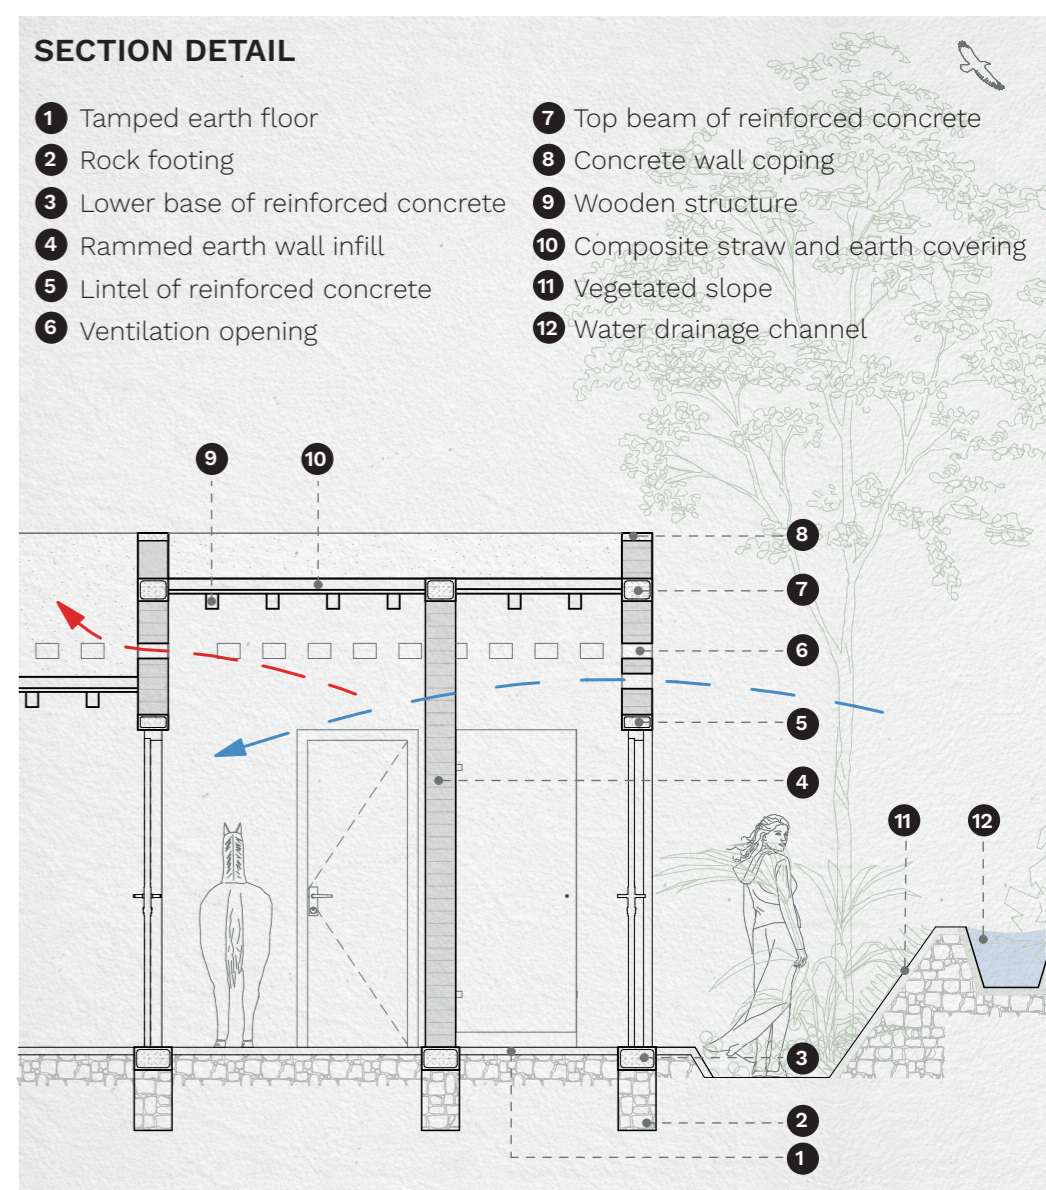 SECTION DETAIL
1 Tamped earth floor
2 Rock footing
3 Lower base of reinforced concrete
4 Rammed earth wall infill
5 Lintel of reinforced concrete
6 Ventilation opening
7 Top beam of reinforced concrete
8 Concrete wall coping
9 Wooden structure
10 Composite straw and earth covering
11 Vegetated slope
12 Water drainage channel
9
10
8
7
6
5
4
11
12
3
2
1